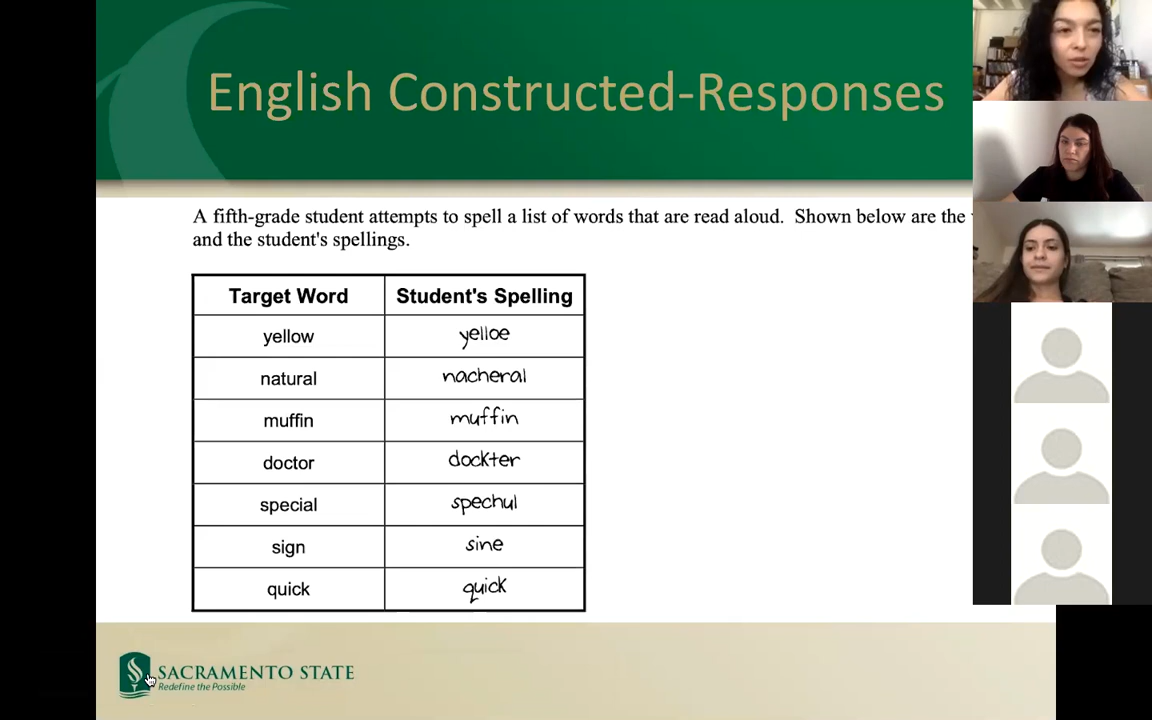 English Constructed-Responses
A fifth-grade student attempts to spell a list of words that are read aloud. Shown below are the
and the student's spellings.
Target Word Student's Spelling
yellow yelloe
natural nacheral
muffin muffin
doctor dockter
special spechul
sign sine
quick quick
SACRAMENTO STATE
Redefine the Possible